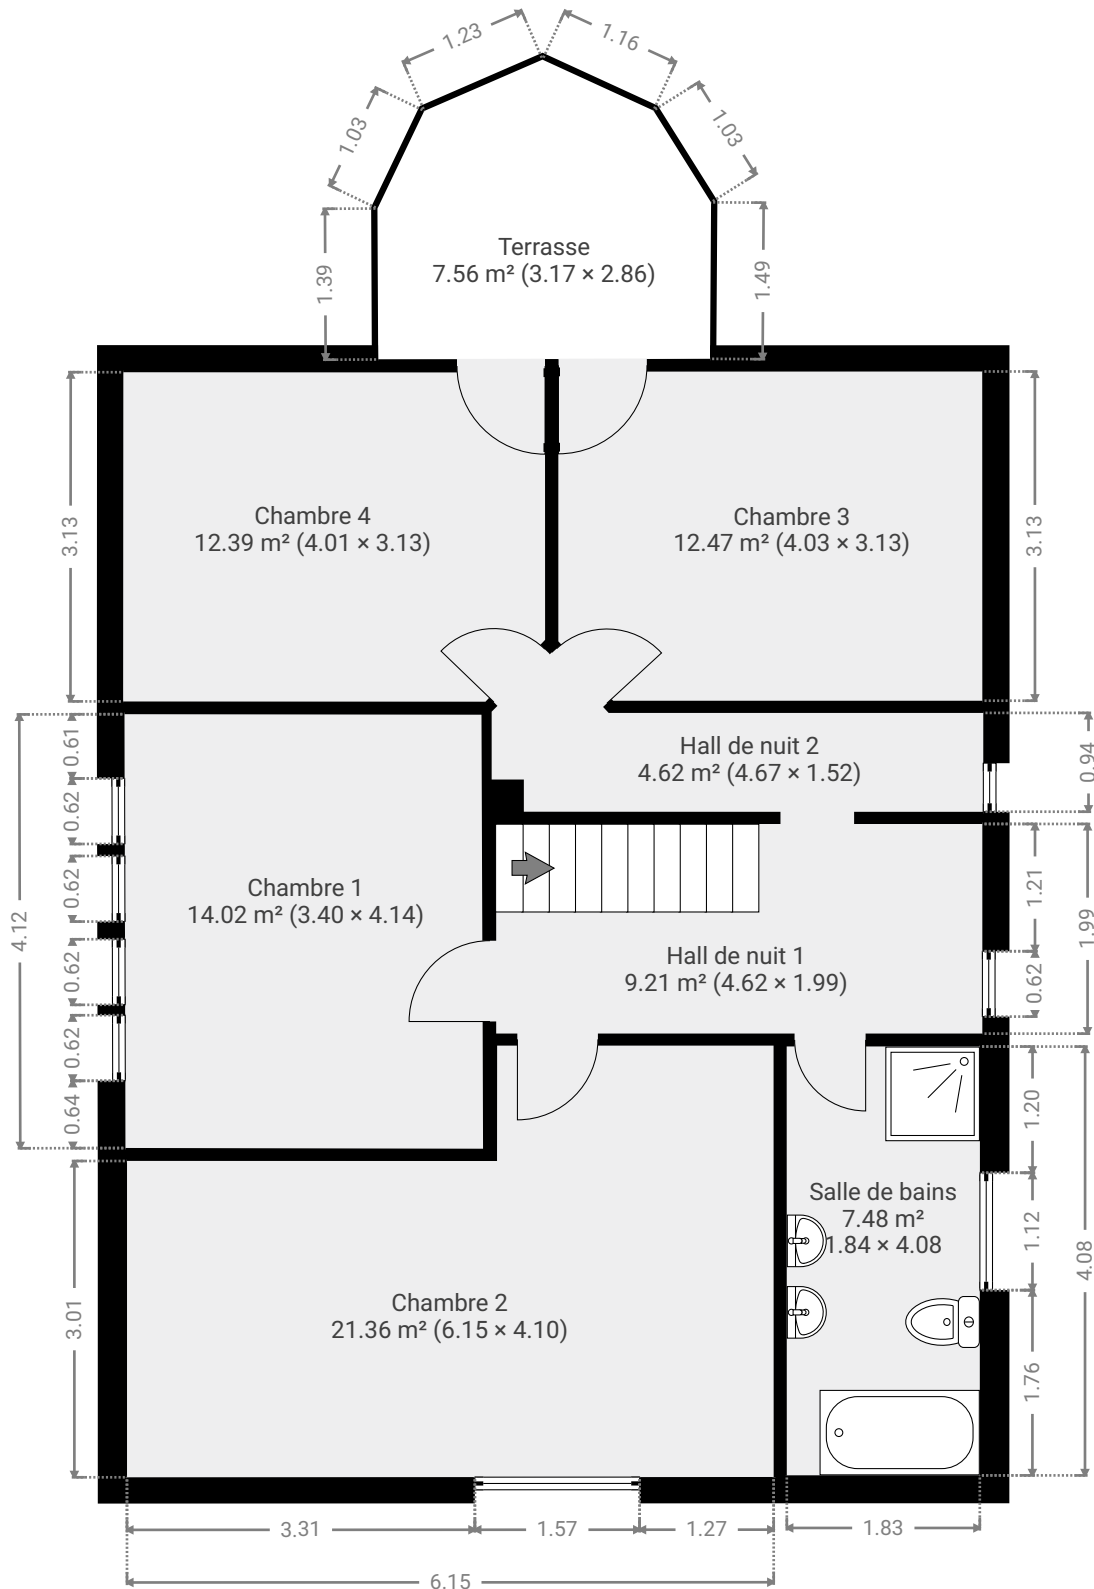 1.23
1.16
1.03
1.03
1.39
Terrasse
7.56 m² (3.17 × 2.86)
1.49
3.13
Chambre 4
12.39 m² (4.01 × 3.13)
Chambre 3
12.47 m² (4.03 × 3.13)
3.13
0.61
0.62
0.62
0.62
0.62
0.64
4.12
Hall de nuit 2
4.62 m² (4.67 × 1.52)
0.94
Chambre 1
14.02 m² (3.40 × 4.14)
1.21
1.99
0.62
Hall de nuit 1
9.21 m² (4.62 × 1.99)
1.20
Salle de bains
7.48 m²
1.84 × 4.08
1.12
4.08
1.76
3.01
Chambre 2
21.36 m² (6.15 × 4.10)
3.31
1.57
1.27
1.83
6.15